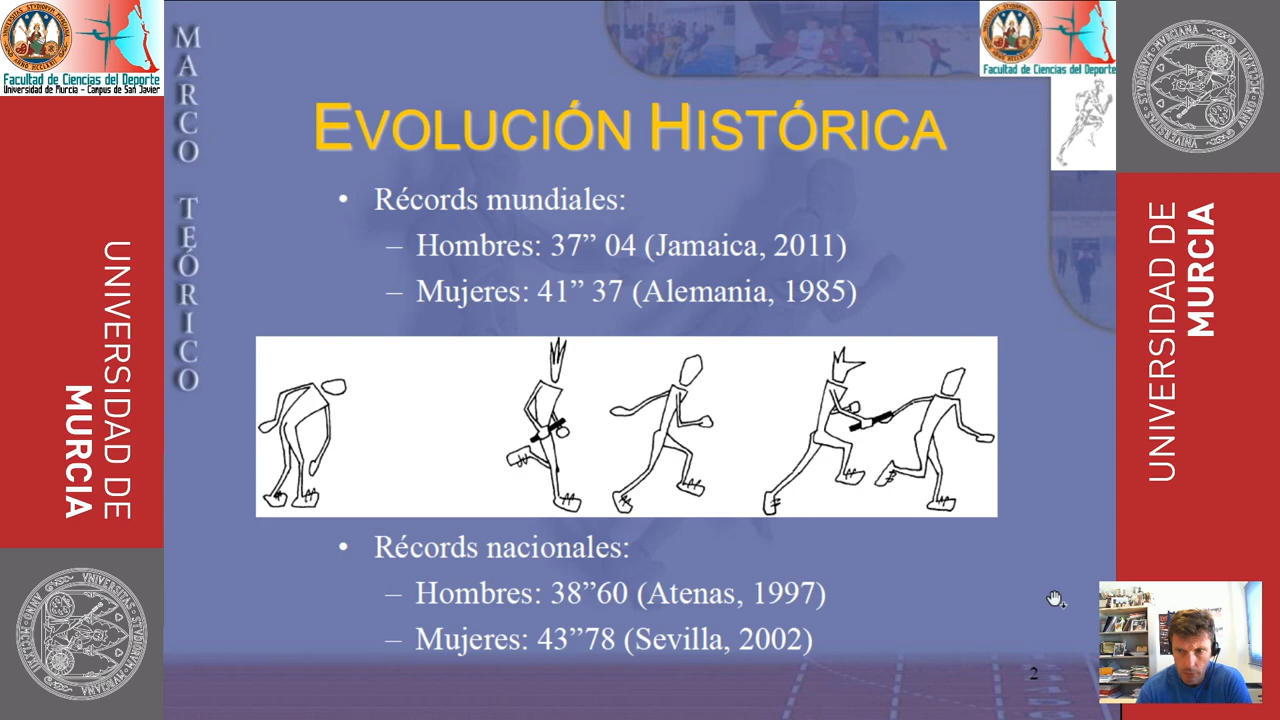 Facultad de Ciencias del Deporte
Universidad de Murcia - Campus de San Javier
MARCO TEÓRICO
Facultad de Ciencias del Deporte
EVOLUCIÓN HISTÓRICA
• Récords mundiales:
– Hombres: 37” 04 (Jamaica, 2011)
– Mujeres: 41” 37 (Alemania, 1985)
• Récords nacionales:
– Hombres: 38”60 (Atenas, 1997)
– Mujeres: 43”78 (Sevilla, 2002)
2
UNIVERSIDAD DE
MURCIA
UNIVERSIDAD DE
MURCIA